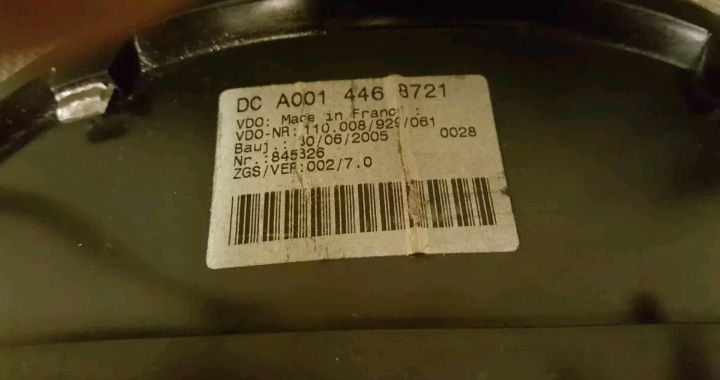 DC A001 446 8721
VDO: Made in France :
VDO-NR: 110.008/929/061
Bauj.: 30/06/2005 0028
Nr.:845326
ZGS/VER:002/7.0